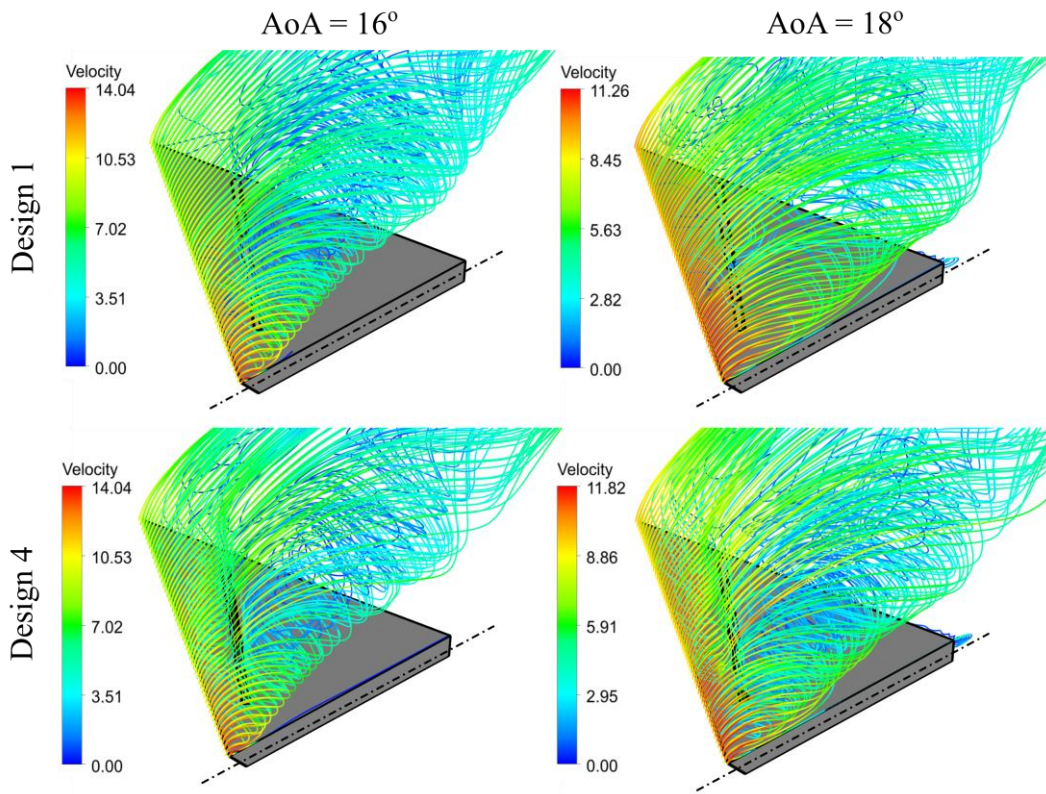 AoA = 16°
AoA = 18°
Design 1
Velocity
14.04
10.53
7.02
3.51
0.00
Velocity
11.26
8.45
5.63
2.82
0.00
Design 4
Velocity
14.04
10.53
7.02
3.51
0.00
Velocity
11.82
8.86
5.91
2.95
0.00